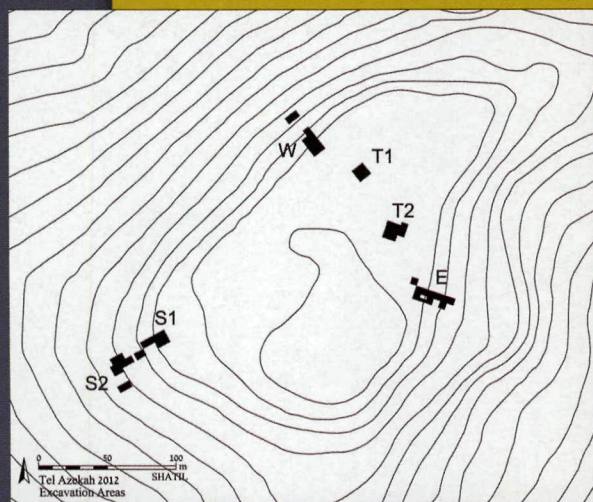 W
T1
T2
E
S1
S2
0 50 100
m
SHATIL
Tel Azekah 2012
Excavation Areas